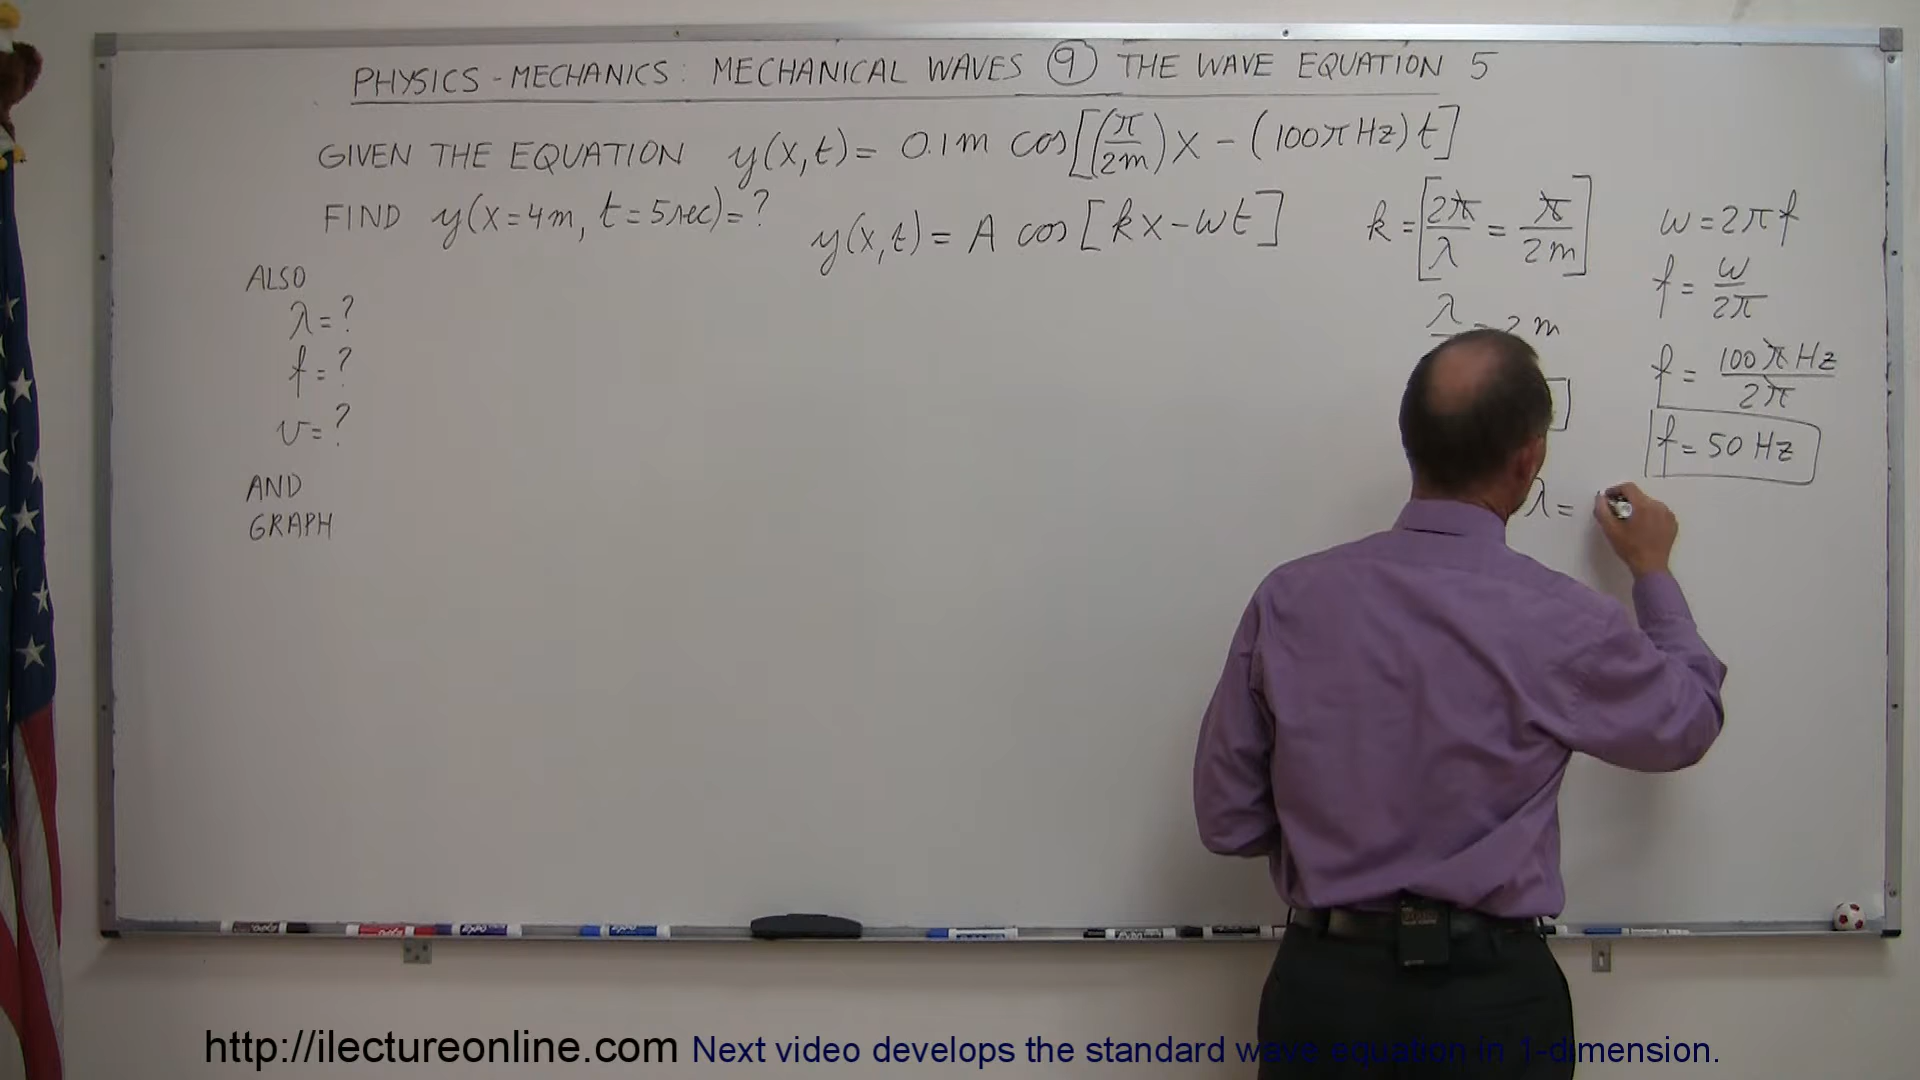 PHYSICS - MECHANICS: MECHANICAL WAVES ⑨ THE WAVE EQUATION 5
GIVEN THE EQUATION y(x,t) = 0.1m cos[(π/2m)x - (100π Hz)t]
FIND y(x=4m, t=5sec)=?
y(x,t) = A cos[kx-ωt]
ALSO
λ=?
f=?
v=?
AND
GRAPH
k = [2π/λ = π/2m]
λ
m
ω = 2πf
f = ω/2π
f = 100π Hz/2π
f = 50 Hz
λ =
http://ilectureonline.com Next video develops the standard wave equation in 1-dimension.